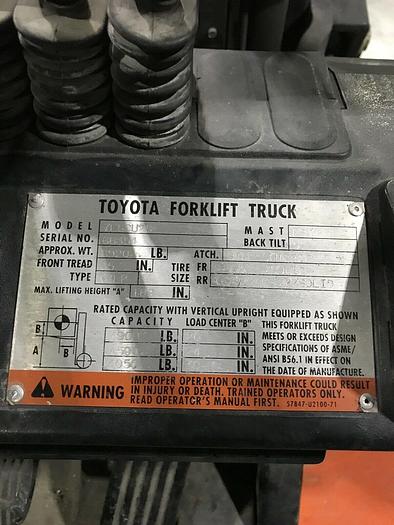 TOYOTA FORKLIFT TRUCK
MODEL MAST
SERIAL NO. BACK TILT
APPROX. WT. LB. ATCH.
FRONT TREAD IN. TIRE FR
TYPE SIZE RR SOLID
MAX. LIFTING HEIGHT "A" IN.
RATED CAPACITY WITH VERTICAL UPRIGHT EQUIPPED AS SHOWN
CAPACITY LOAD CENTER "B" THIS FORKLIFT TRUCK
LB. IN. MEETS OR EXCEEDS DESIGN
SPECIFICATIONS OF ASME/
LB. IN. ANSI B56.1 IN EFFECT ON
LB. IN. THE DATE OF MANUFACTURE.
B
A B
WARNING IMPROPER OPERATION OR MAINTENANCE COULD RESULT
IN INJURY OR DEATH. TRAINED OPERATORS ONLY.
READ OPERATOR'S MANUAL FIRST. 57847-U2100-71